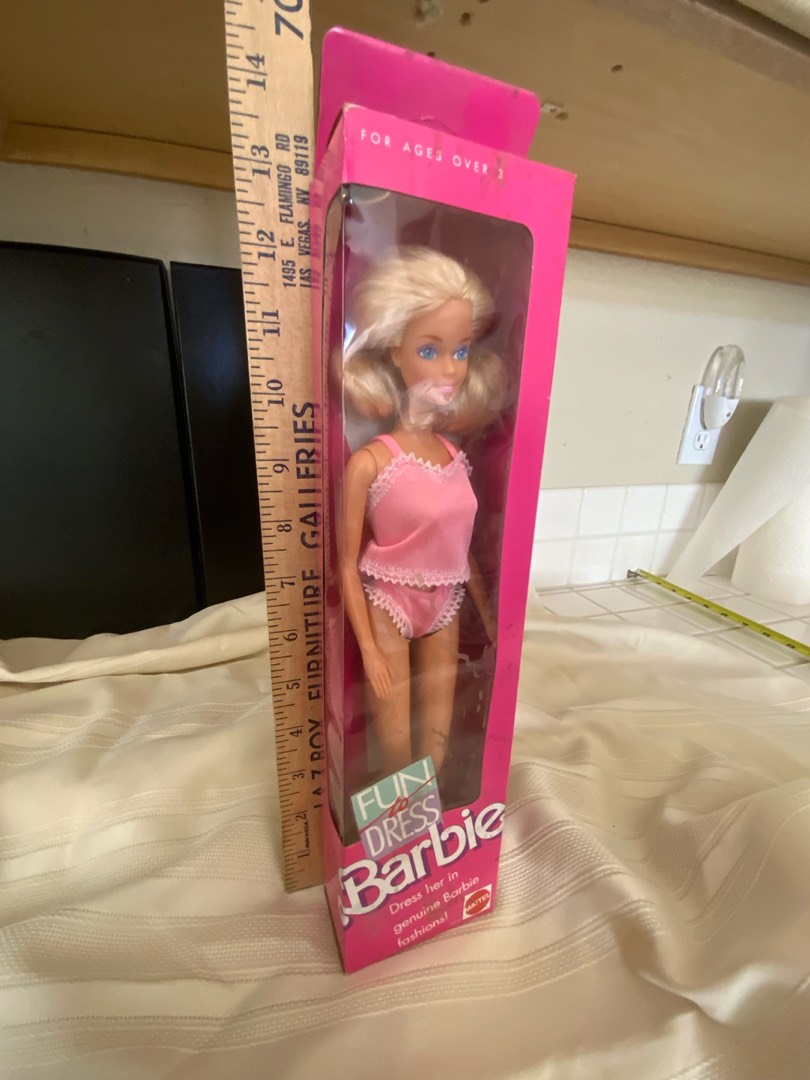 FOR AGES OVER 3
FUN
to
DRESS
Barbie
Dress her in
genuine Barbie
fashions!
MATTEL
1495 E. FLAMINGO RD
LAS VEGAS, NV 89119
LA Z BOY FURNITURE GALLERIES
70
14
13
12
11
10
9
8
7
6
5
4
3
2
1